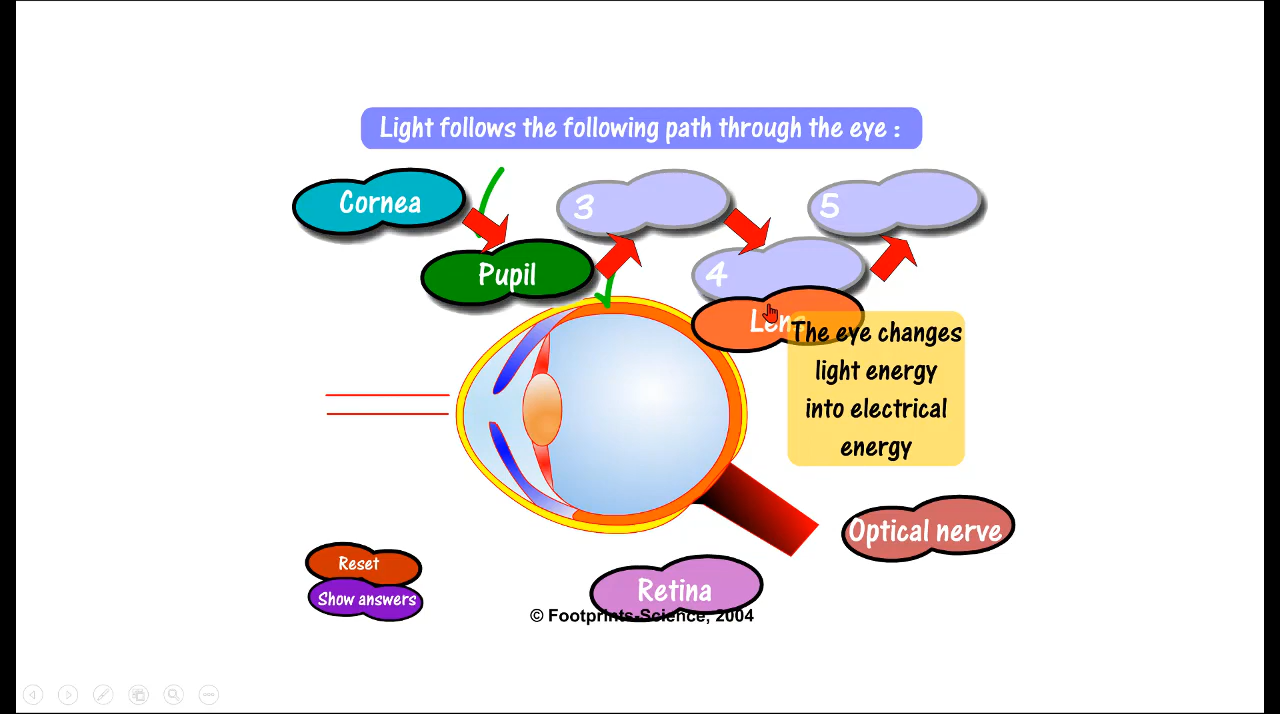 Light follows the following path through the eye :
Cornea
3
5
Pupil
4
Lens
The eye changes
light energy
into electrical
energy
Optical nerve
Reset
Show answers
Retina
© Footprints-Science, 2004